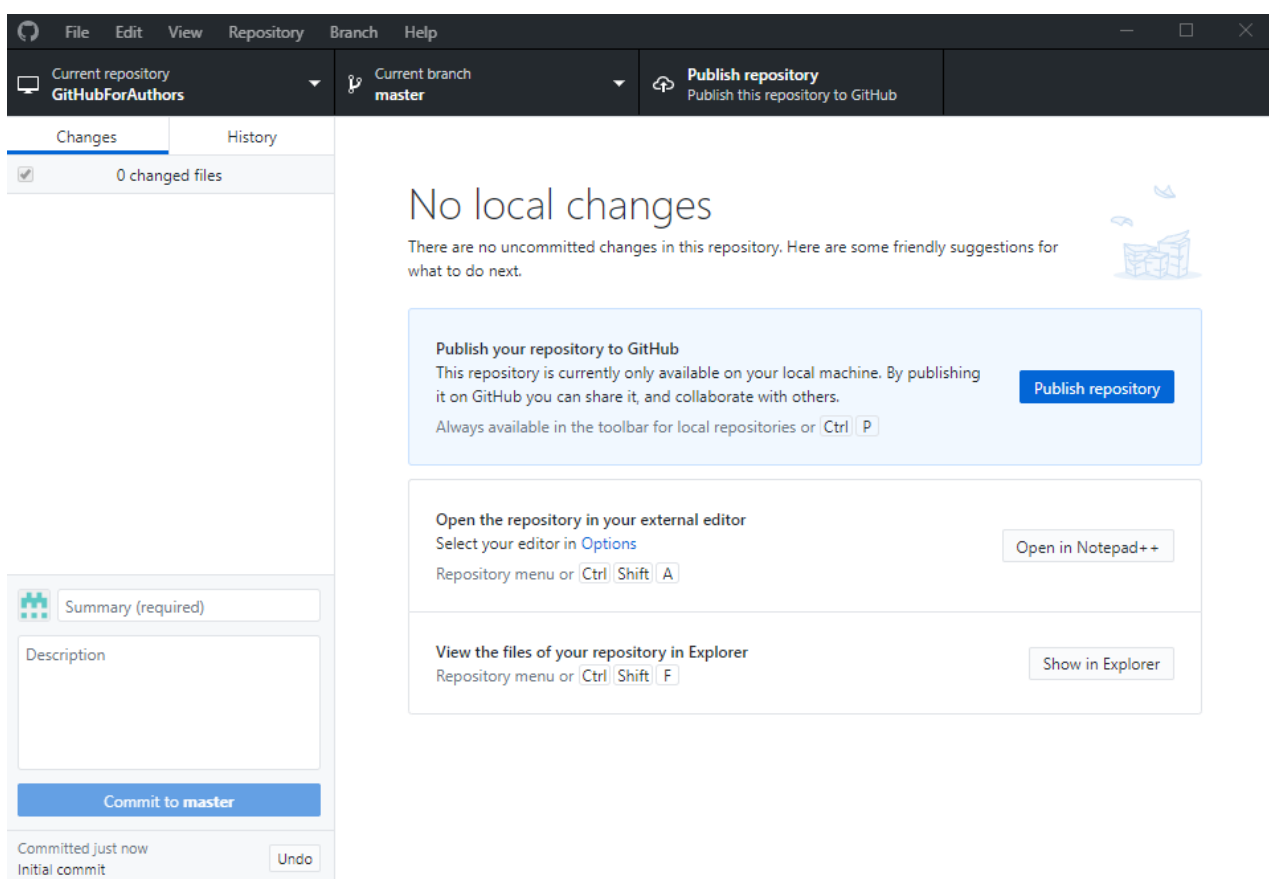 File Edit View Repository Branch Help
Current repository
GitHubForAuthors
Current branch
master
Publish repository
Publish this repository to GitHub
Changes History
0 changed files
No local changes
There are no uncommitted changes in this repository. Here are some friendly suggestions for
what to do next.
Publish your repository to GitHub
This repository is currently only available on your local machine. By publishing
it on GitHub you can share it, and collaborate with others.
Always available in the toolbar for local repositories or Ctrl P
Publish repository
Open the repository in your external editor
Select your editor in Options
Repository menu or Ctrl Shift A
Open in Notepad++
View the files of your repository in Explorer
Repository menu or Ctrl Shift F
Show in Explorer
Summary (required)
Description
Commit to master
Committed just now
Initial commit
Undo